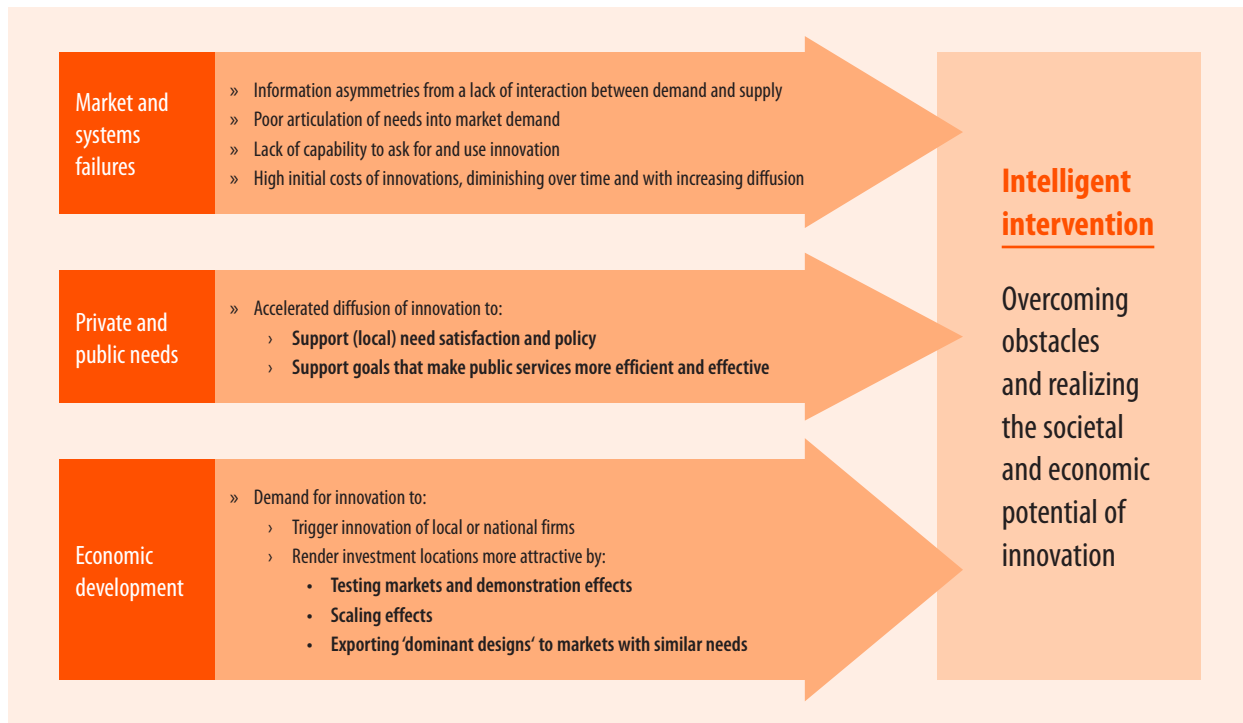 Market and
systems
failures
» Information asymmetries from a lack of interaction between demand and supply
» Poor articulation of needs into market demand
» Lack of capability to ask for and use innovation
» High initial costs of innovations, diminishing over time and with increasing diffusion
Private and
public needs
» Accelerated diffusion of innovation to:
› Support (local) need satisfaction and policy
› Support goals that make public services more efficient and effective
Economic
development
» Demand for innovation to:
› Trigger innovation of local or national firms
› Render investment locations more attractive by:
• Testing markets and demonstration effects
• Scaling effects
• Exporting ‘dominant designs‘ to markets with similar needs
Intelligent
intervention
Overcoming
obstacles
and realizing
the societal
and economic
potential of
innovation